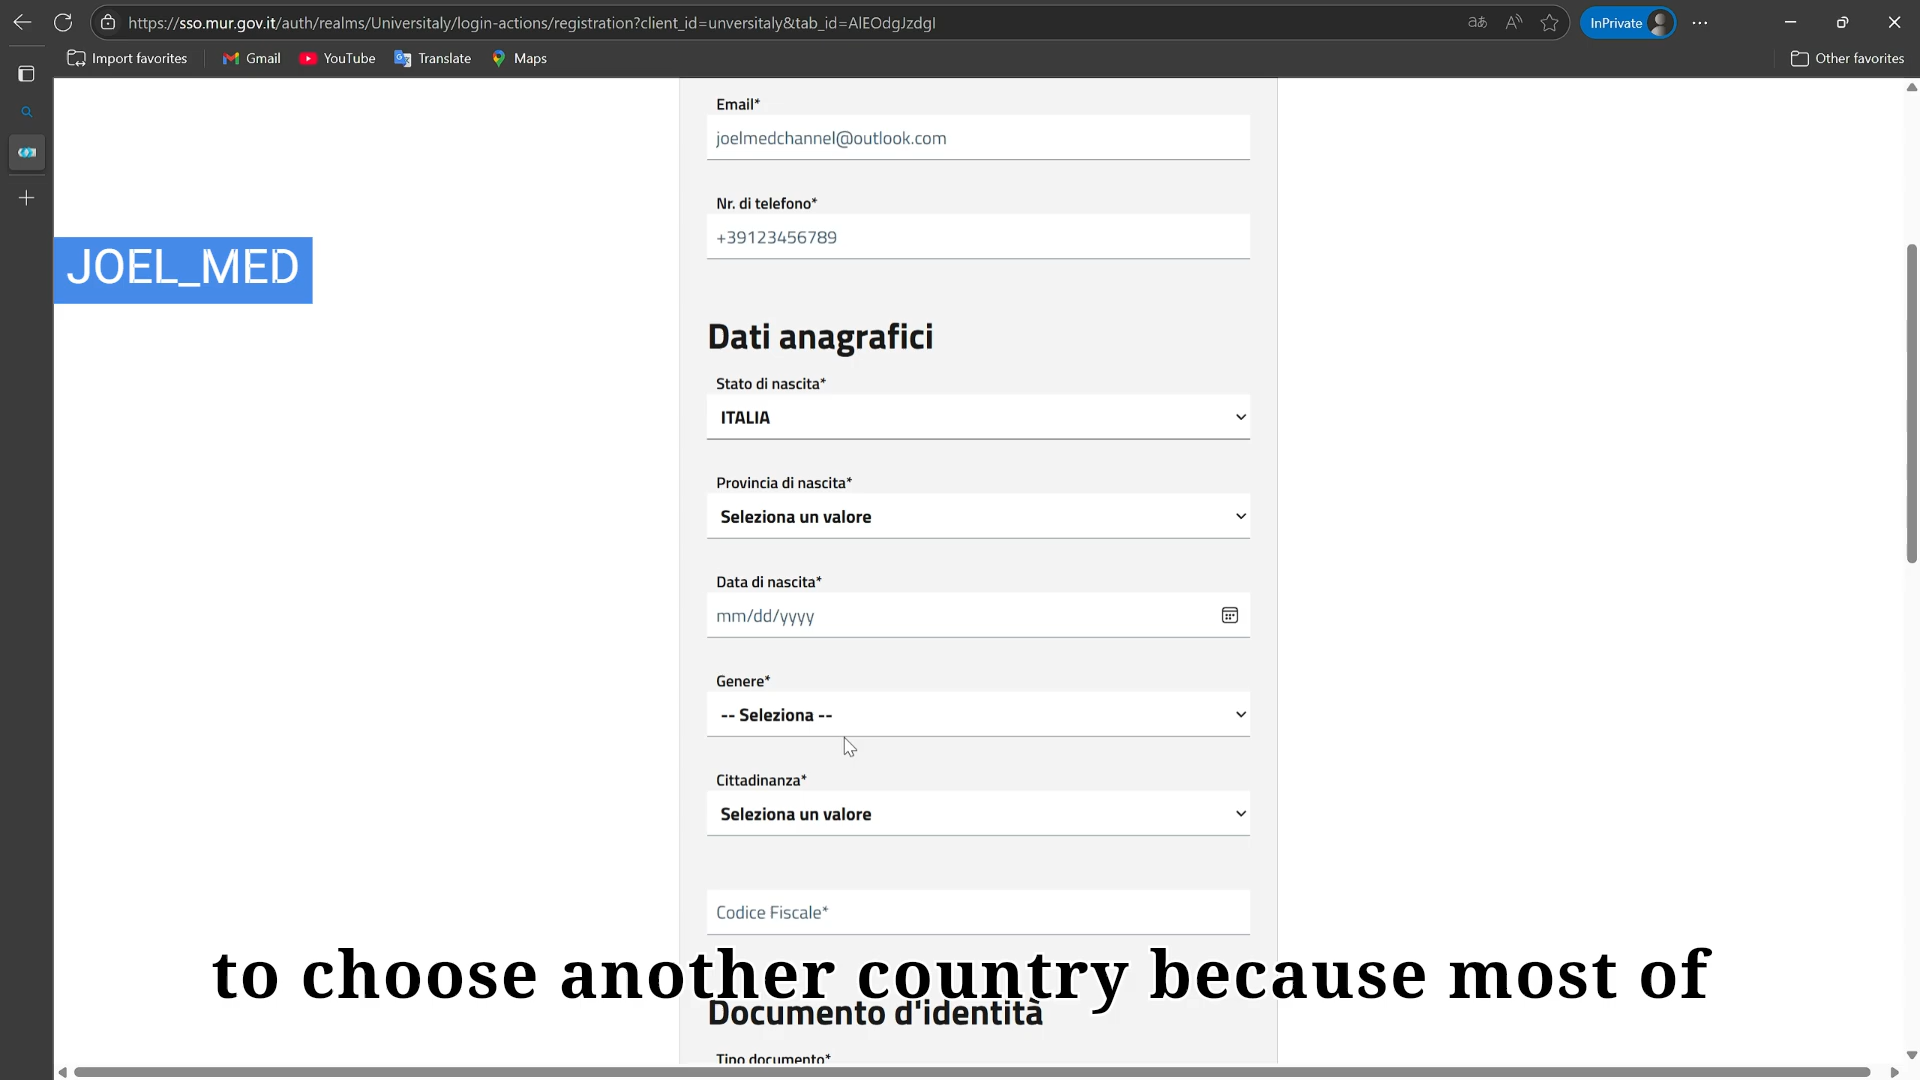 https://sso.mur.gov.it/auth/realms/Universitaly/login-actions/registration?client_id=unversitaly&tab_id=AlEOdgJzdgI
InPrivate
Import favorites
Gmail
YouTube
Translate
Maps
Other favorites
Email*
joelmedchannel@outlook.com
Nr. di telefono*
+39123456789
JOEL_MED
Dati anagrafici
Stato di nascita*
ITALIA
Provincia di nascita*
Seleziona un valore
Data di nascita*
mm/dd/yyyy
Genere*
-- Seleziona --
Cittadinanza*
Seleziona un valore
Codice Fiscale*
to choose another country because most of
Documento d'identità
Tipo documento*